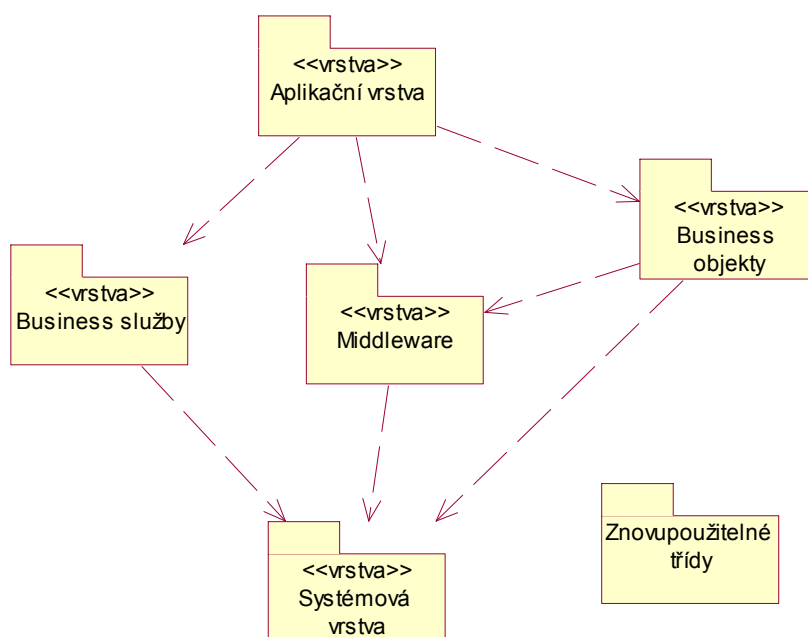 <<vrstva>>
Aplikační vrstva
<<vrstva>>
Business
objekty
<<vrstva>>
Business služby
<<vrstva>>
Middleware
Znovupoužitelné
třídy
<<vrstva>>
Systémová
vrstva